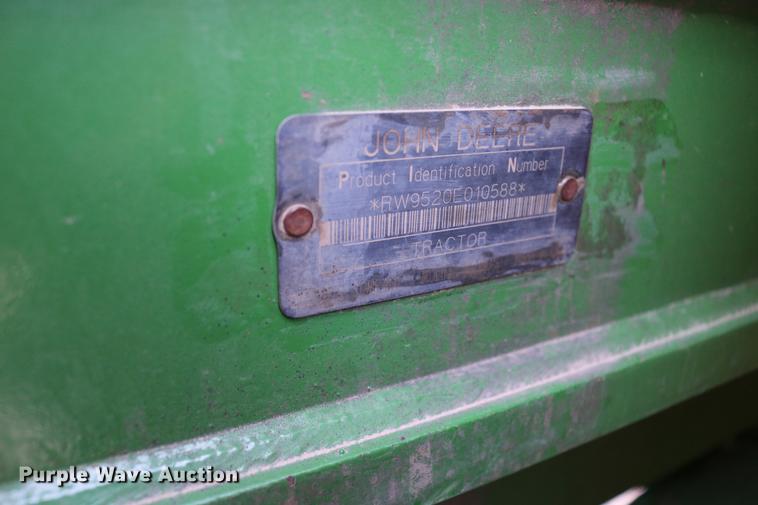 JOHN DEERE
Product Identification Number
*RW9520E010588*
TRACTOR
Purple Wave Auction